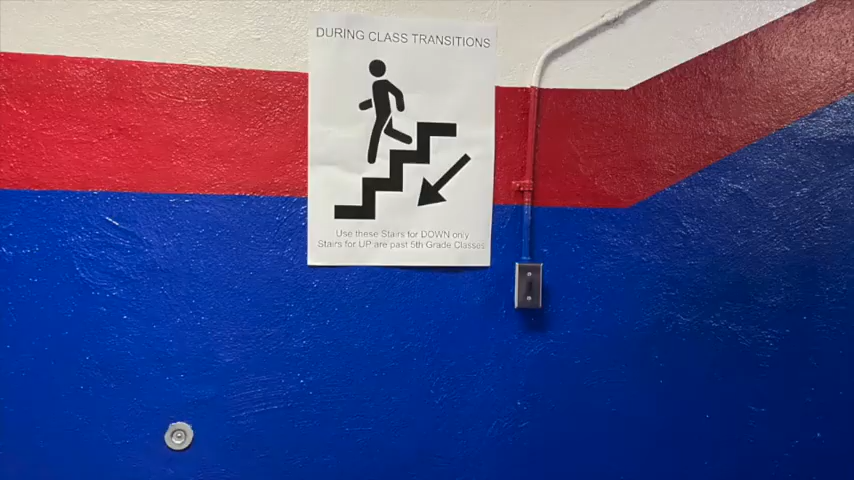 DURING CLASS TRANSITIONS
Use these Stairs for DOWN only
Stairs for UP are past 5th Grade Classes